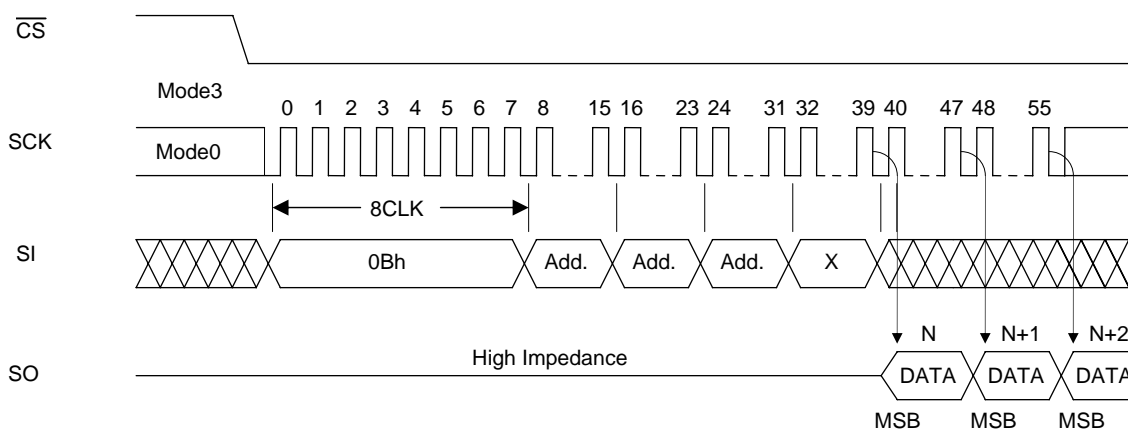 CS
Mode3
0 1 2 3 4 5 6 7 8 15 16 23 24 31 32 39 40 47 48 55
SCK
Mode0
8CLK
SI
0Bh Add. Add. Add. X
N N+1 N+2
High Impedance
SO
DATA DATA DATA
MSB MSB MSB